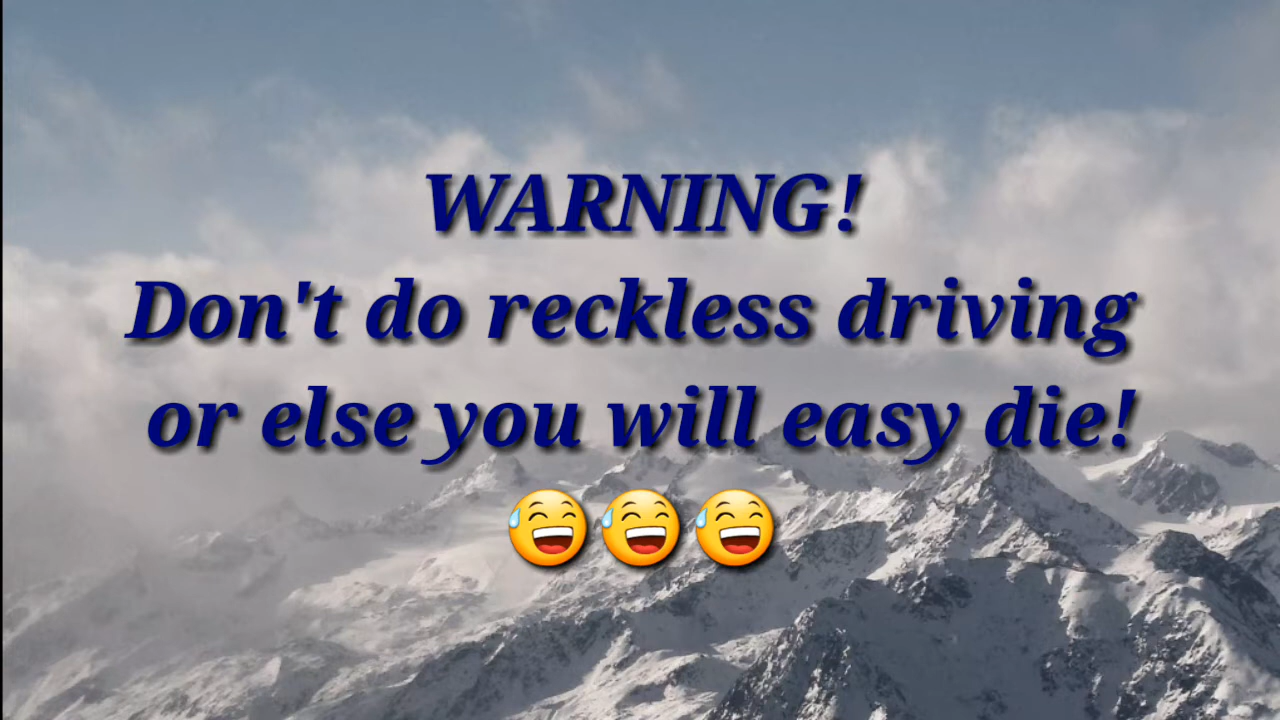 WARNING!
Don't do reckless driving
or else you will easy die!
😅😅😅